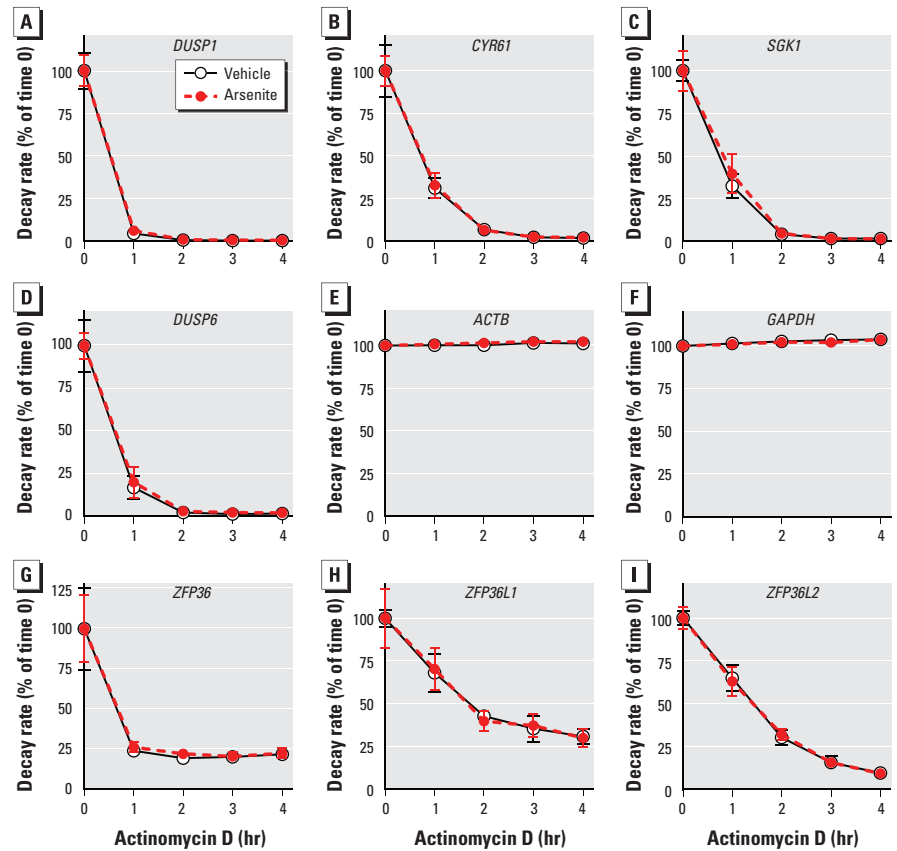 A
DUSP1
Decay rate (% of time 0)
100
75
50
25
0
0 1 2 3 4
Vehicle
Arsenite
B
CYR61
Decay rate (% of time 0)
100
75
50
25
0
0 1 2 3 4
C
SGK1
Decay rate (% of time 0)
100
75
50
25
0
0 1 2 3 4
D
DUSP6
Decay rate (% of time 0)
100
75
50
25
0
0 1 2 3 4
E
ACTB
Decay rate (% of time 0)
100
75
50
25
0
0 1 2 3 4
F
GAPDH
Decay rate (% of time 0)
100
75
50
25
0
0 1 2 3 4
G
ZFP36
Decay rate (% of time 0)
125
100
75
50
25
0
0 1 2 3 4
Actinomycin D (hr)
H
ZFP36L1
Decay rate (% of time 0)
100
75
50
25
0
0 1 2 3 4
Actinomycin D (hr)
I
ZFP36L2
Decay rate (% of time 0)
100
75
50
25
0
0 1 2 3 4
Actinomycin D (hr)